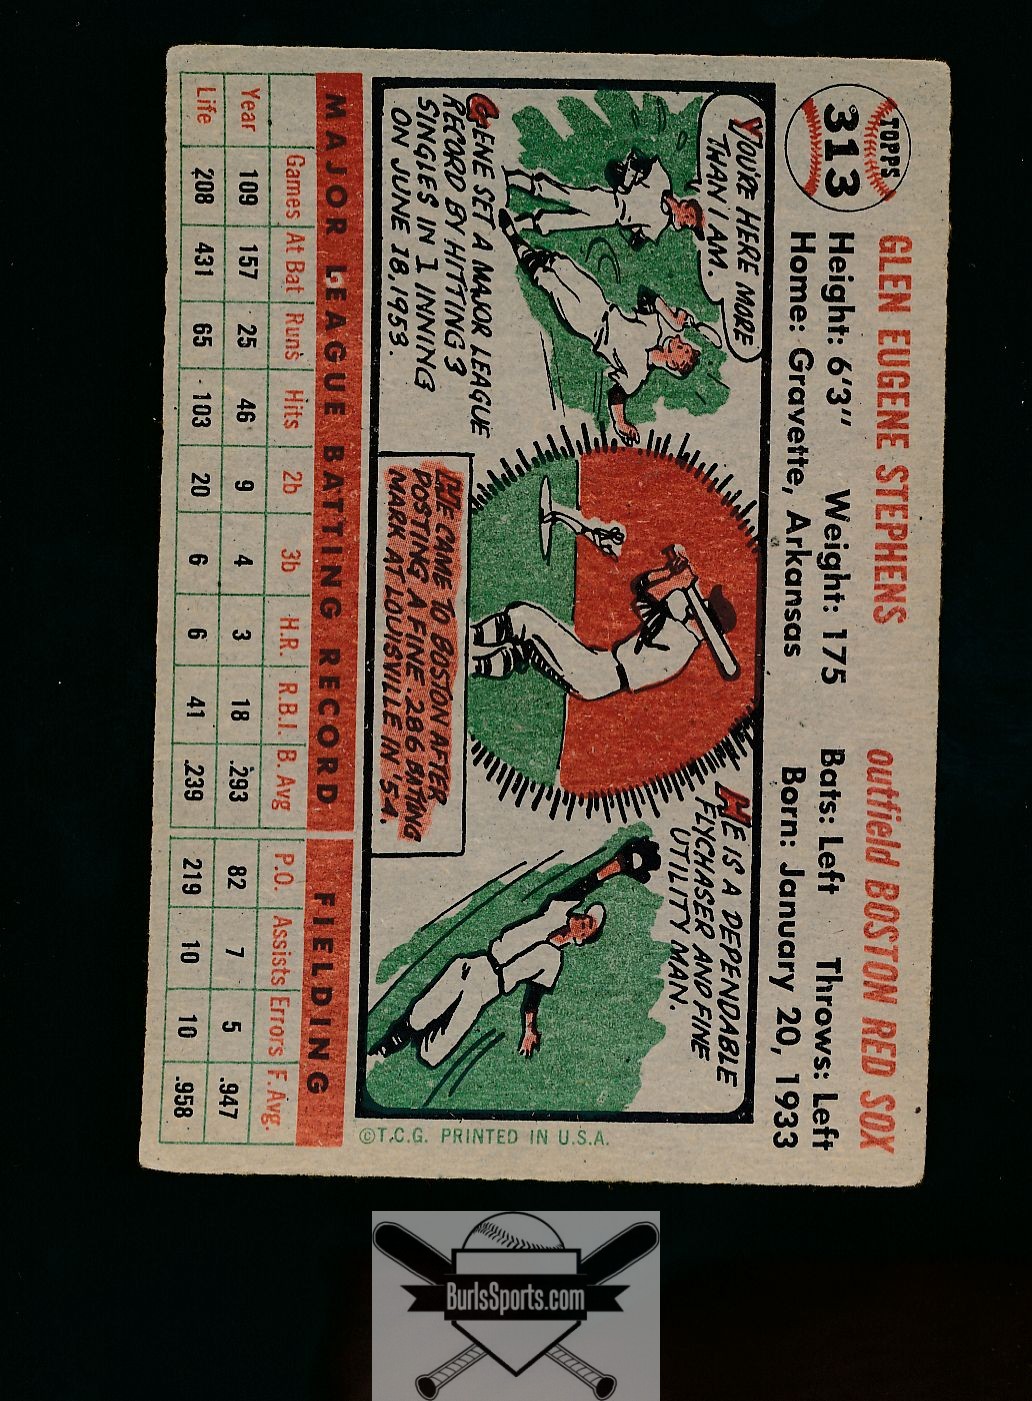 TOPPS
313
GLEN EUGENE STEPHENS
outfield BOSTON RED SOX
Height: 6'3" Weight: 175 Bats: Left Throws: Left
Home: Gravette, Arkansas Born: January 20, 1933
YOU'RE HERE MORE
THAN I AM.
GENE SET A MAJOR LEAGUE
RECORD BY HITTING 3
SINGLES IN 1 INNING
ON JUNE 18, 1953.
HE CAME TO BOSTON AFTER
POSTING A FINE .286 BATTING
MARK AT LOUISVILLE IN '54.
HE IS A DEPENDABLE
FLYCHASER AND FINE
UTILITY MAN.
©T.C.G. PRINTED IN U.S.A.
MAJOR LEAGUE BATTING RECORD FIELDING
Games At Bat Runs Hits 2b 3b H.R. R.B.I. B.Avg P.O. Assists Errors F.Avg.
Year 109 157 25 46 9 4 3 18 .293 82 7 5 .947
Life 208 431 65 103 20 6 6 41 .239 219 10 10 .958
BurlsSports.com